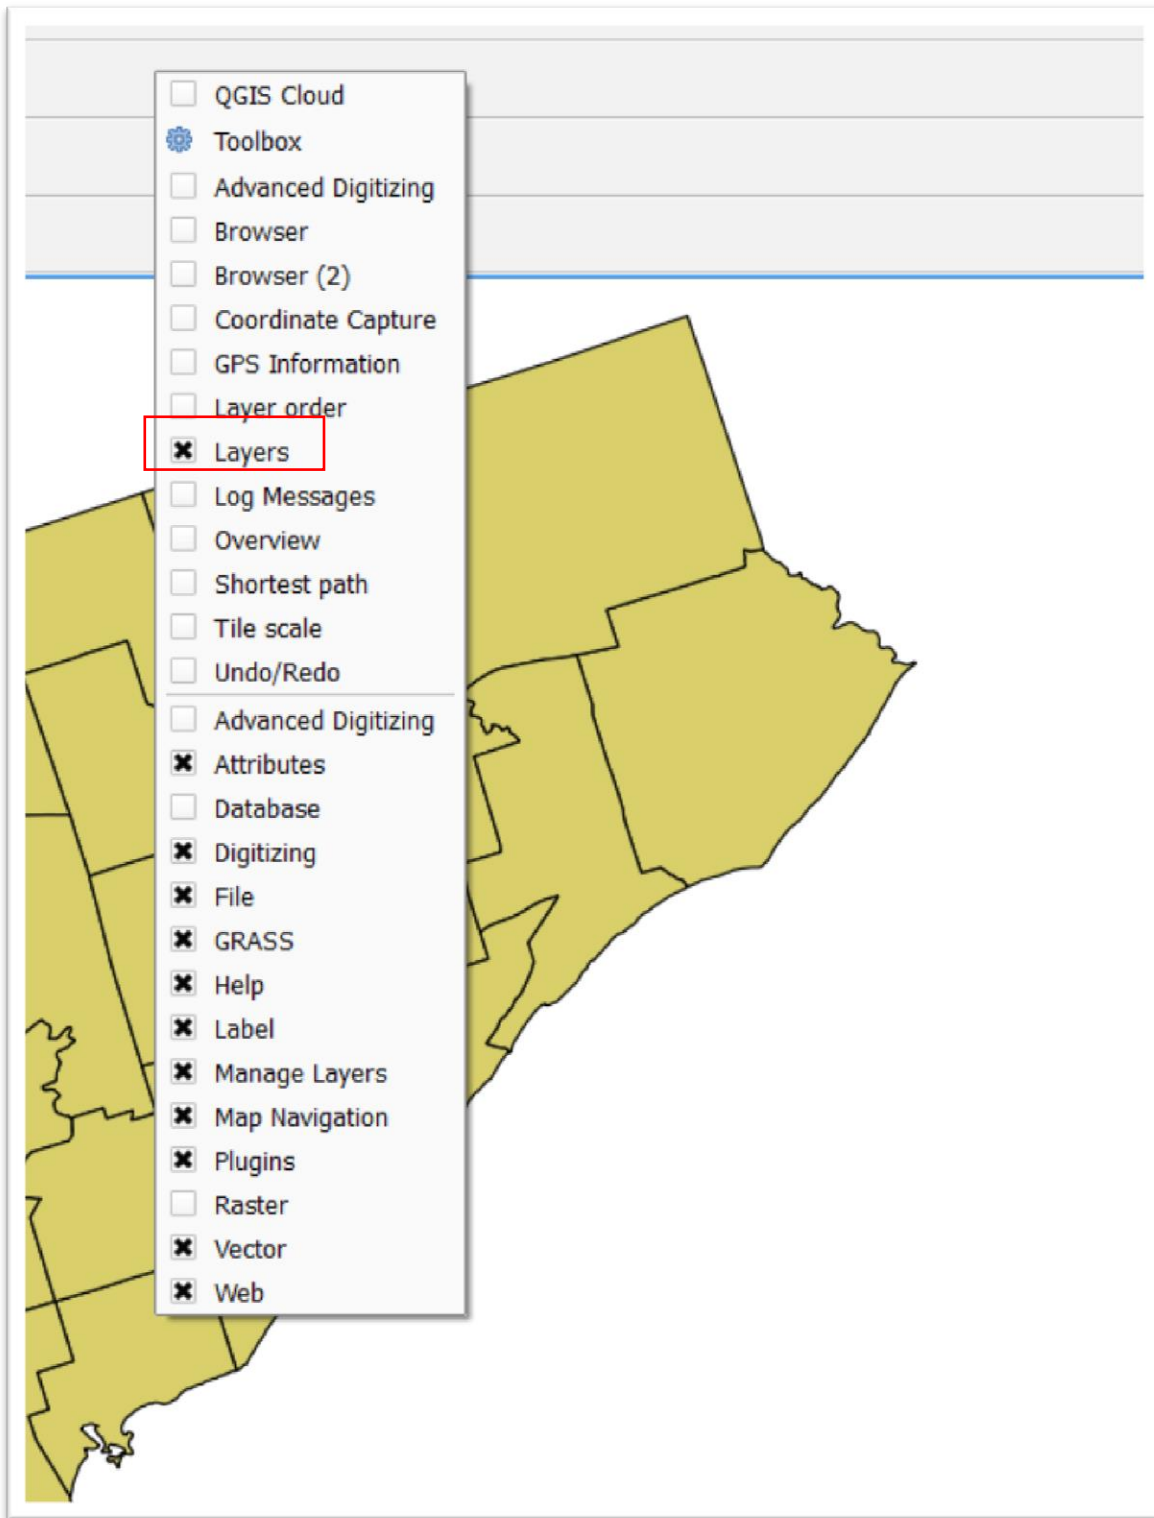 QGIS Cloud
Toolbox
Advanced Digitizing
Browser
Browser (2)
Coordinate Capture
GPS Information
Layer order
Layers
Log Messages
Overview
Shortest path
Tile scale
Undo/Redo
Advanced Digitizing
Attributes
Database
Digitizing
File
GRASS
Help
Label
Manage Layers
Map Navigation
Plugins
Raster
Vector
Web